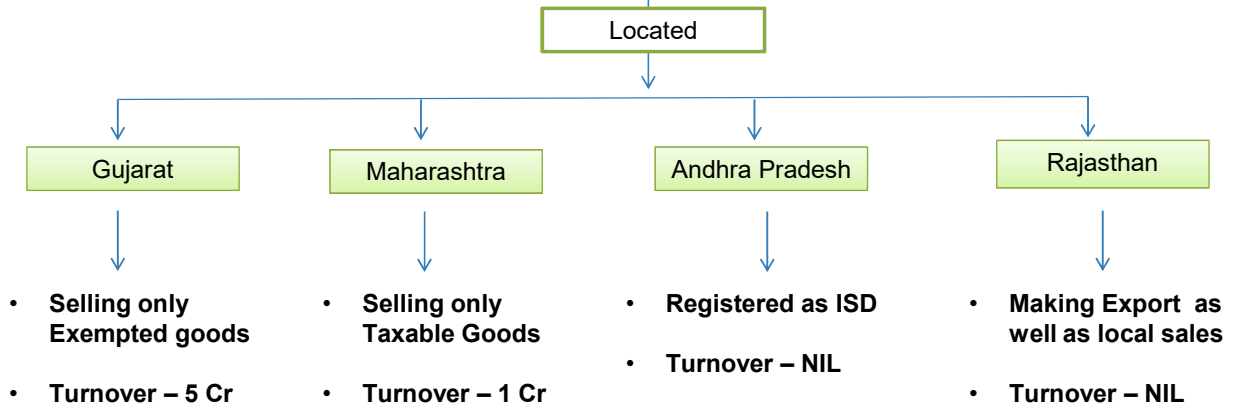 Located
Gujarat
Maharashtra
Andhra Pradesh
Rajasthan
• Selling only
Exempted goods
• Turnover – 5 Cr
• Selling only
Taxable Goods
• Turnover – 1 Cr
• Registered as ISD
• Turnover – NIL
• Making Export as
well as local sales
• Turnover – NIL